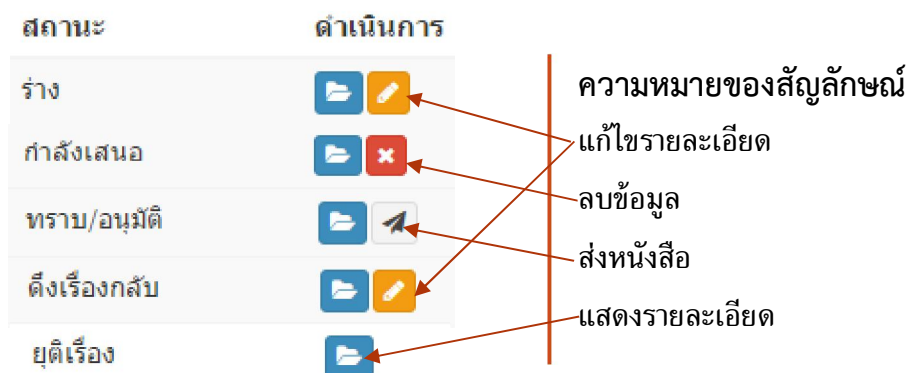 สถานะ ดำเนินการ
ร่าง
กำลังเสนอ
ทราบ/อนุมัติ
ดึงเรื่องกลับ
ยุติเรื่อง
ความหมายของสัญลักษณ์
แก้ไขรายละเอียด
ลบข้อมูล
ส่งหนังสือ
แสดงรายละเอียด